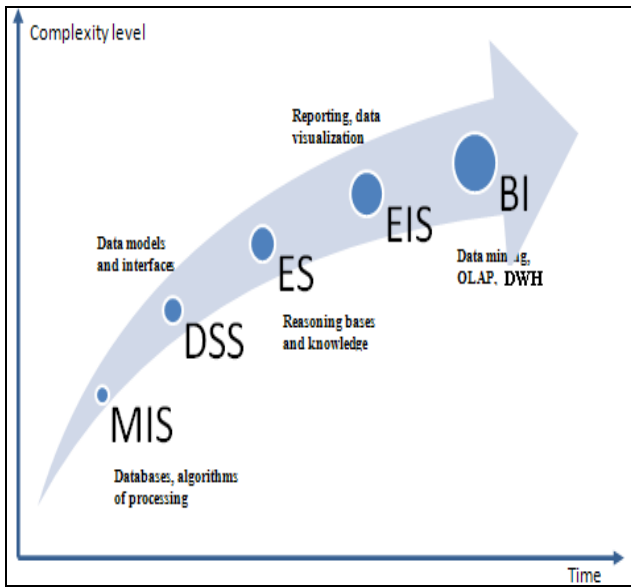 Complexity level
Reporting, data
visualization
BI
EIS
Data models
and interfaces
ES
Data mining,
OLAP, DWH
Reasoning bases
and knowledge
DSS
MIS
Databases, algorithms
of processing
Time